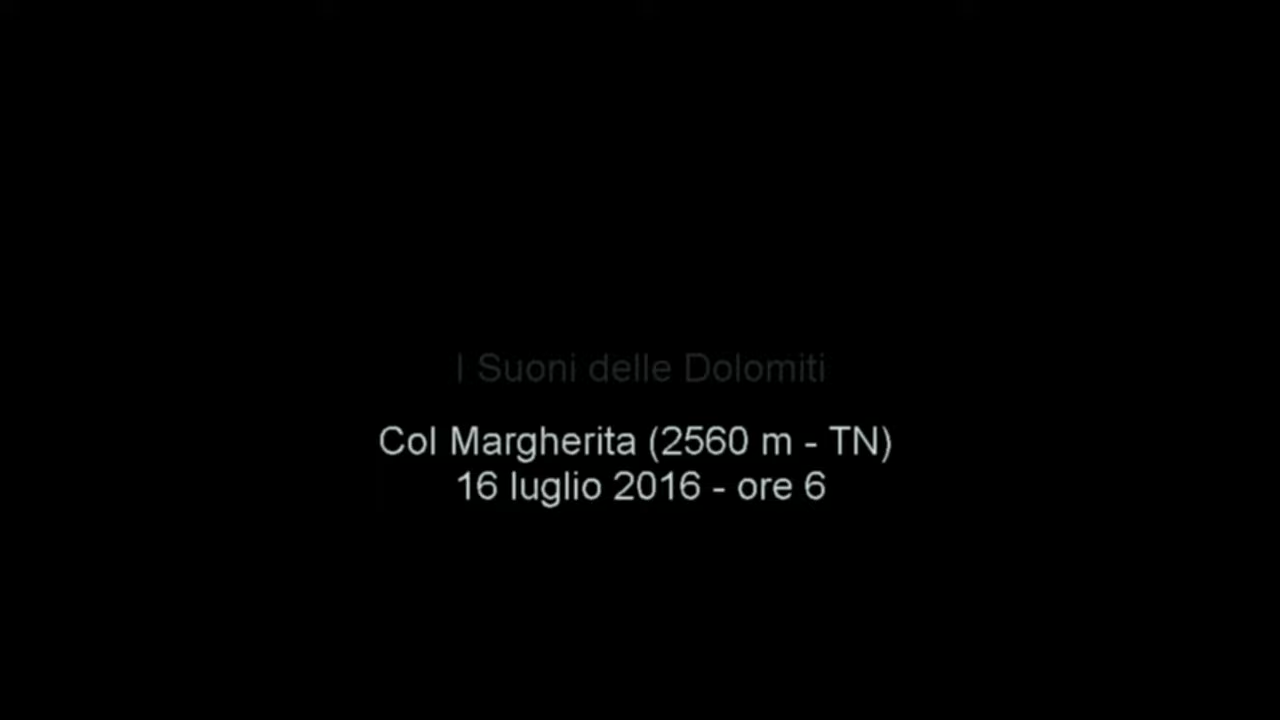 I Suoni delle Dolomiti
Col Margherita (2560 m - TN)
16 luglio 2016 - ore 6